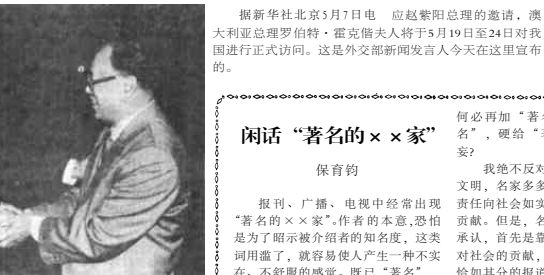 据新华社北京5月7日电　应赵紫阳总理的邀请，澳
大利亚总理罗伯特·霍克偕夫人将于5月19日至24日对我
国进行正式访问。这是外交部新闻发言人今天在这里宣布
的。
闲话“著名的××家”
保育钧
报刊、广播、电视中经常出现
“著名的××家”。作者的本意，恐怕
是为了昭示被介绍者的知名度，这类
词用滥了，就容易使人产生一种不实
在、不舒服的感觉。既已“著名”
何必再加“著名
名”，硬给“
妄？
我绝不反对
文明，名家多多
责任向社会如实
贡献。但是，名
承认，首先是靠
对社会的贡献，
恰如其分的报道